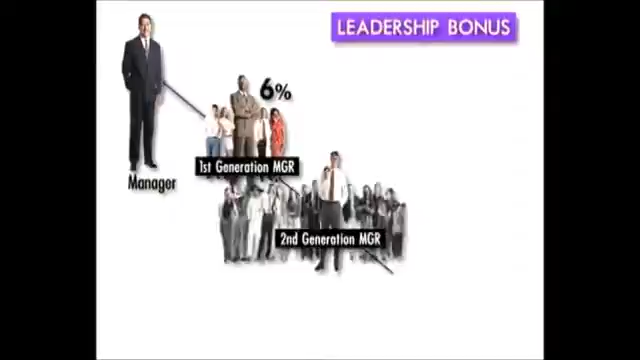 LEADERSHIP BONUS
6%
1st Generation MGR
Manager
2nd Generation MGR